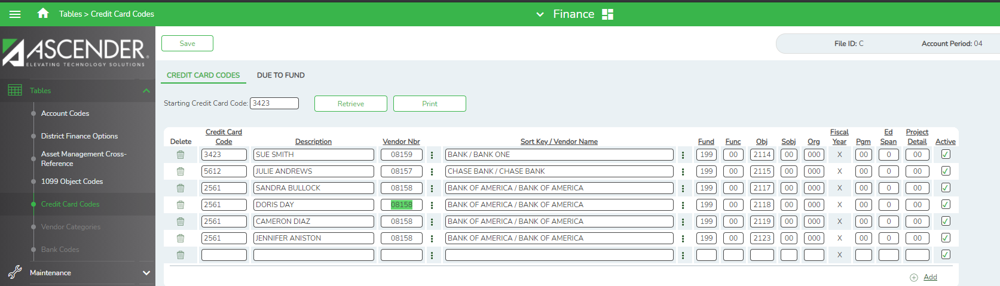 Tables > Credit Card Codes
Finance
ASCENDER®
ELEVATING TECHNOLOGY SOLUTIONS
Save
File ID: C Account Period: 04
Tables
Account Codes
District Finance Options
Asset Management Cross-
Reference
1099 Object Codes
Credit Card Codes
Vendor Categories
Bank Codes
Maintenance
CREDIT CARD CODES DUE TO FUND
Starting Credit Card Code: 3423 Retrieve Print
Delete Credit Card Code Description Vendor Nbr Sort Key / Vendor Name Fund Func Obj Sobj Org Fiscal Year Pgm Ed Span Project Detail Active
3423 SUE SMITH 08159 BANK / BANK ONE 199 00 2114 00 000 X 00 0 00
5612 JULIE ANDREWS 08157 CHASE BANK / CHASE BANK 199 00 2115 00 000 X 00 0 00
2561 SANDRA BULLOCK 08158 BANK OF AMERICA / BANK OF AMERICA 199 00 2117 00 000 X 00 0 00
2561 DORIS DAY 08158 BANK OF AMERICA / BANK OF AMERICA 199 00 2118 00 000 X 00 0 00
2561 CAMERON DIAZ 08158 BANK OF AMERICA / BANK OF AMERICA 199 00 2119 00 000 X 00 0 00
2561 JENNIFER ANISTON 08158 BANK OF AMERICA / BANK OF AMERICA 199 00 2123 00 000 X 00 0 00
X
Add